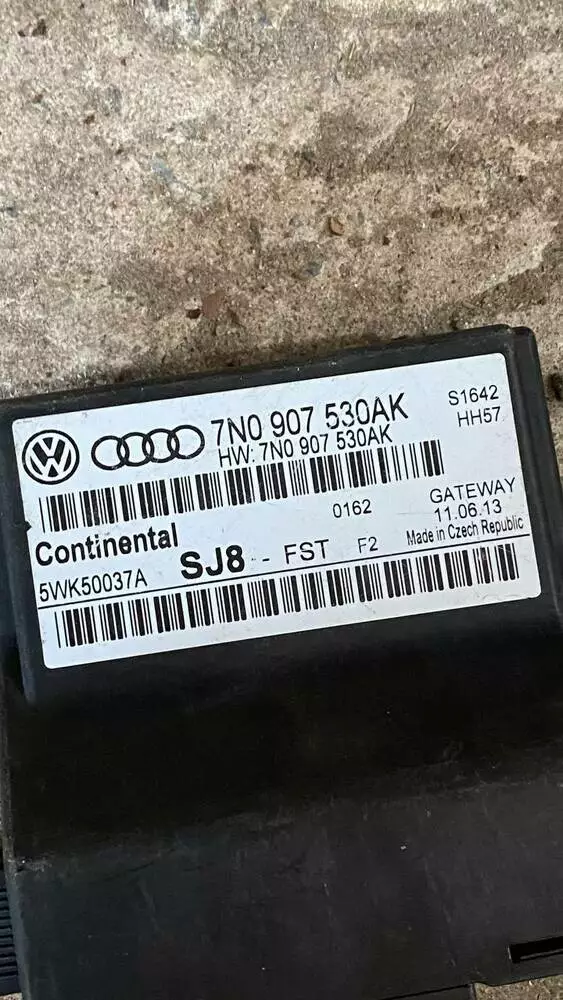 7N0 907 530AK
HW: 7N0 907 530AK
S1642
HH57
0162
GATEWAY
11.06.13
Made in Czech Republic
Continental
5WK50037A
SJ8 - FST F2